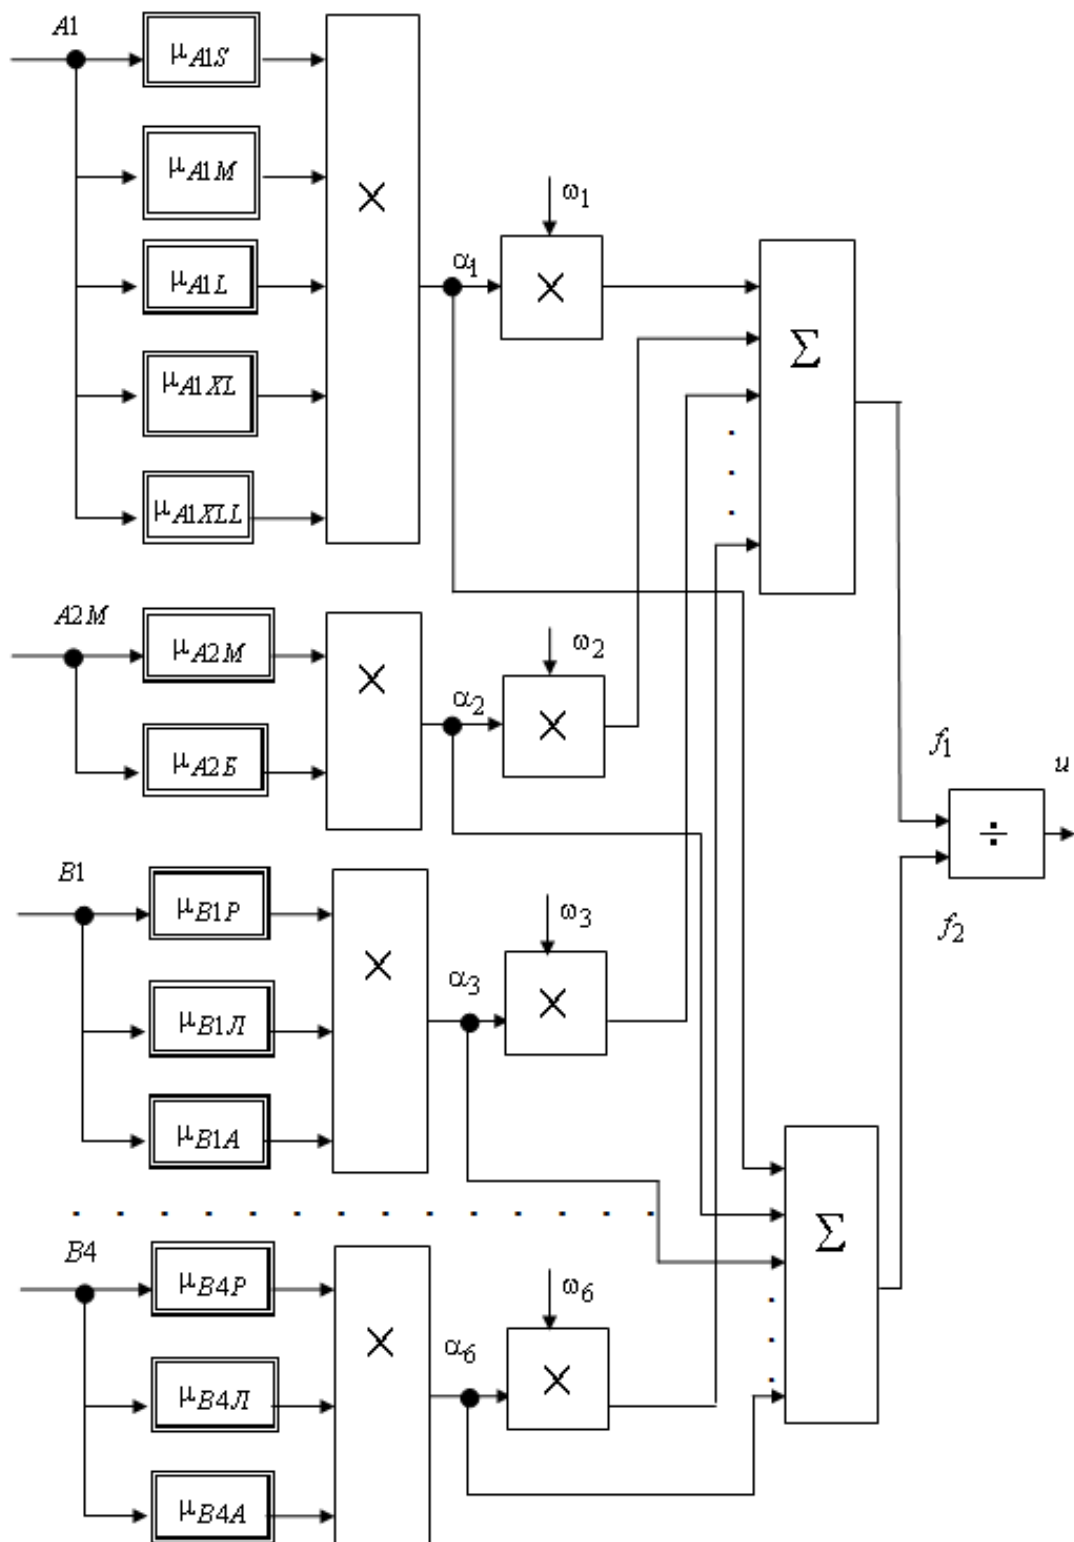 A1
μA1S
μA1M
μA1L
μA1XL
μA1XLL
×
α1
ω1
×
Σ
A2M
μA2M
μA2Б
×
α2
ω2
×
B1
μB1P
μB1Л
μB1A
×
α3
ω3
×
f1
u
÷
f2
Σ
B4
μB4P
μB4Л
μB4A
×
α6
ω6
×